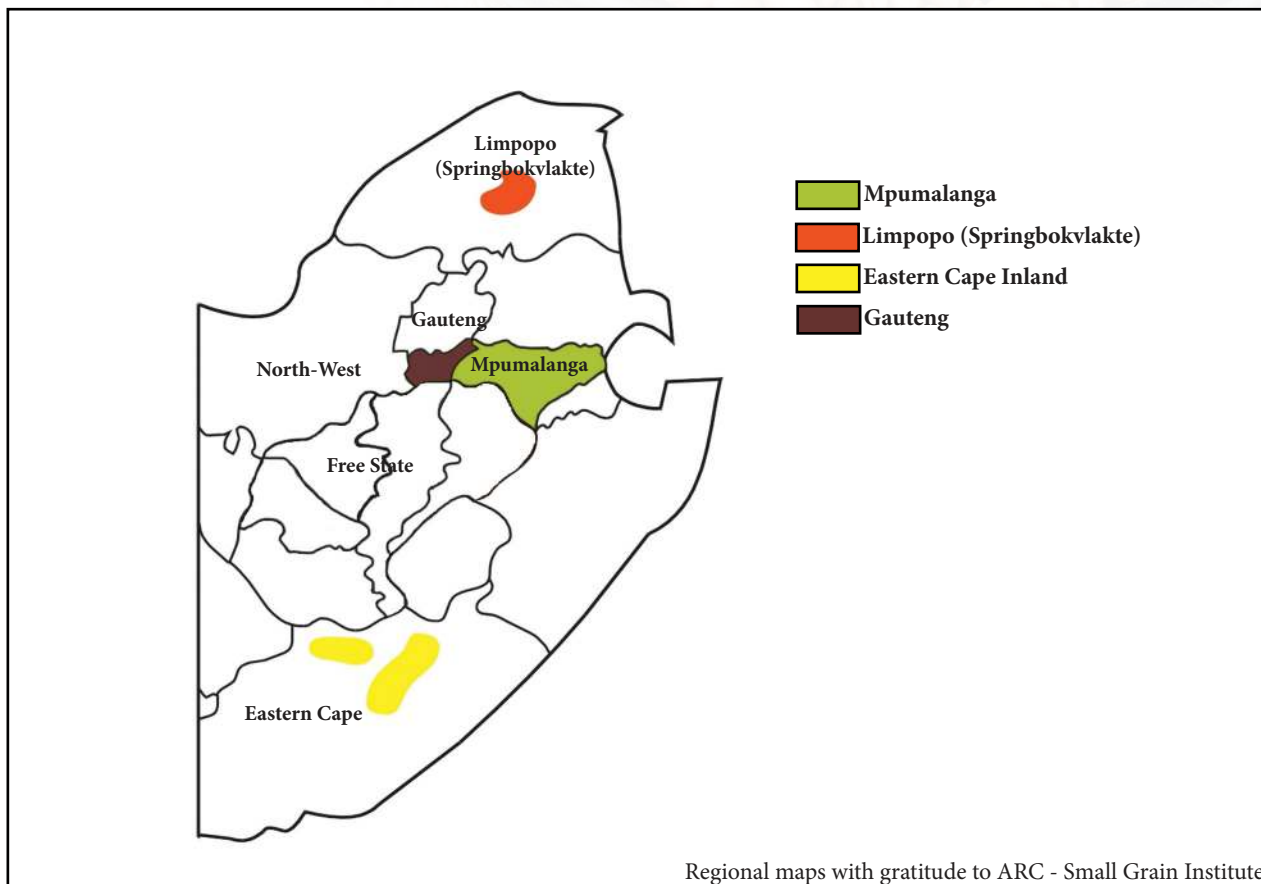 Limpopo
(Springbokvlakte)
Gauteng
North-West
Mpumalanga
Free State
Eastern Cape
Mpumalanga
Limpopo (Springbokvlakte)
Eastern Cape Inland
Gauteng
Regional maps with gratitude to ARC - Small Grain Institute